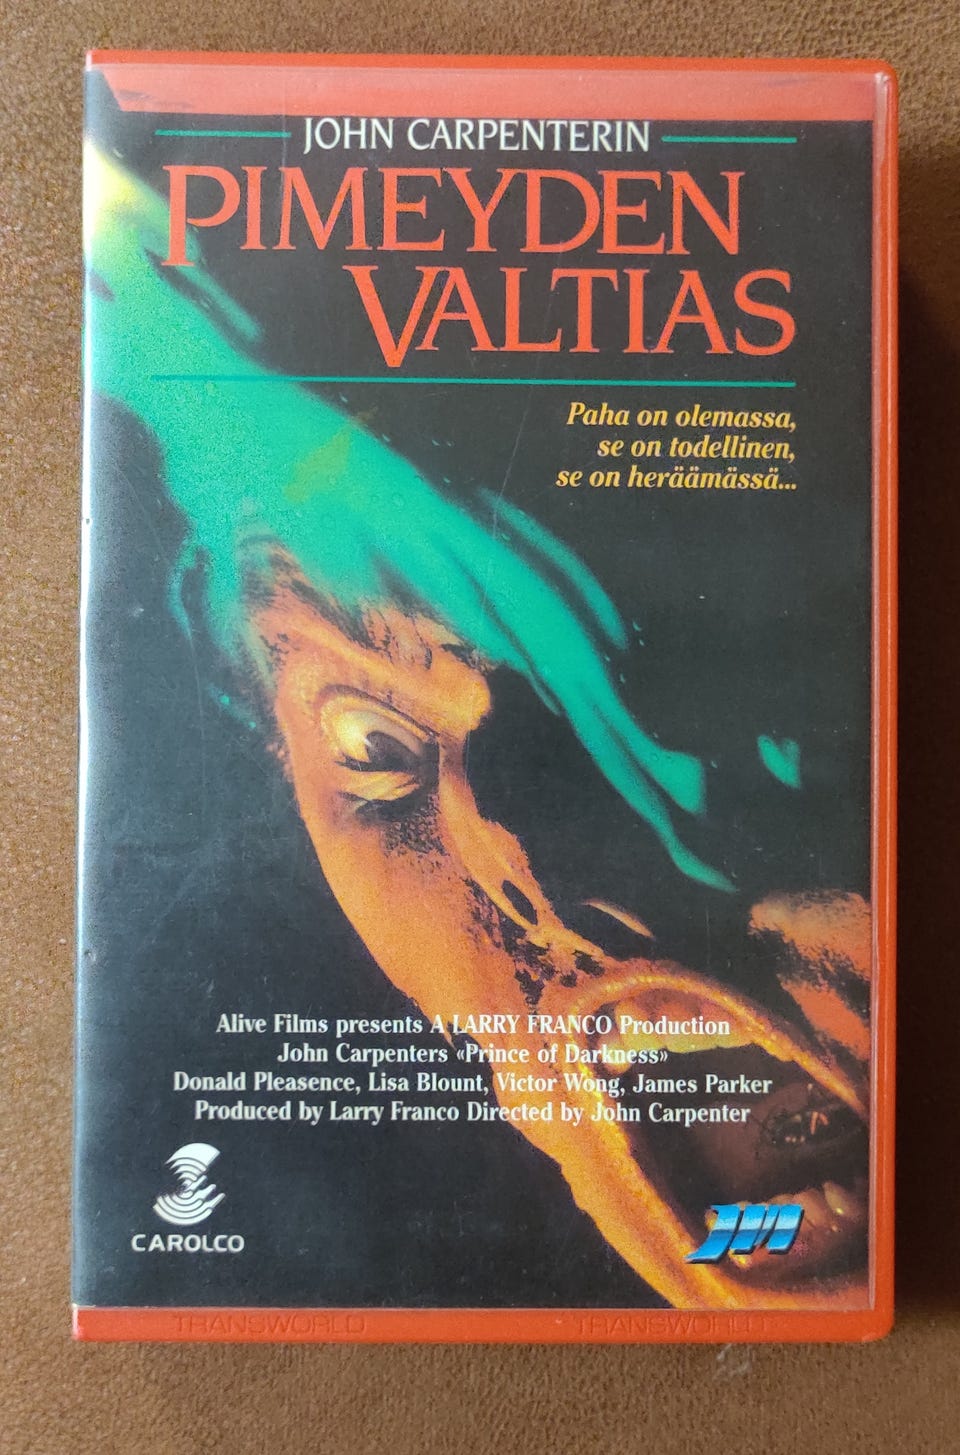 JOHN CARPENTERIN
PIMEYDEN
VALTIAS
Paha on olemassa,
se on todellinen,
se on heräämässä...
Alive Films presents A LARRY FRANCO Production
John Carpenters «Prince of Darkness»
Donald Pleasence, Lisa Blount, Victor Wong, James Parker
Produced by Larry Franco Directed by John Carpenter
CAROLCO
TRANSWORLD TRANSWORLD